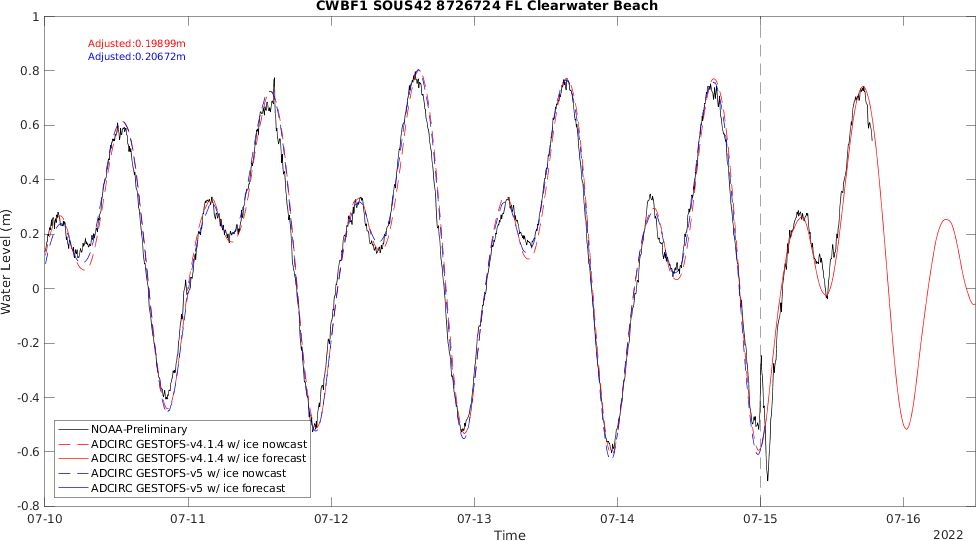 CWBF1 SOUS42 8726724 FL Clearwater Beach
Adjusted:0.19899m
Adjusted:0.20672m
Water Level (m)
1
0.8
0.6
0.4
0.2
0
-0.2
-0.4
-0.6
-0.8
NOAA-Preliminary
ADCIRC GESTOFS-v4.1.4 w/ ice nowcast
ADCIRC GESTOFS-v4.1.4 w/ ice forecast
ADCIRC GESTOFS-v5 w/ ice nowcast
ADCIRC GESTOFS-v5 w/ ice forecast
07-10 07-11 07-12 07-13 07-14 07-15 07-16
Time
2022